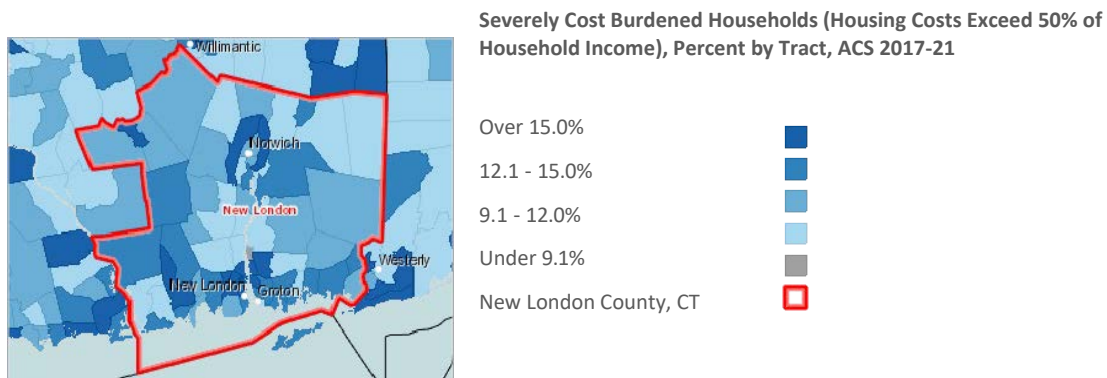 Severely Cost Burdened Households (Housing Costs Exceed 50% of
Household Income), Percent by Tract, ACS 2017-21
Willimantic
Norwich
New London
Westerly
New London
Groton
Over 15.0%
12.1 - 15.0%
9.1 - 12.0%
Under 9.1%
New London County, CT